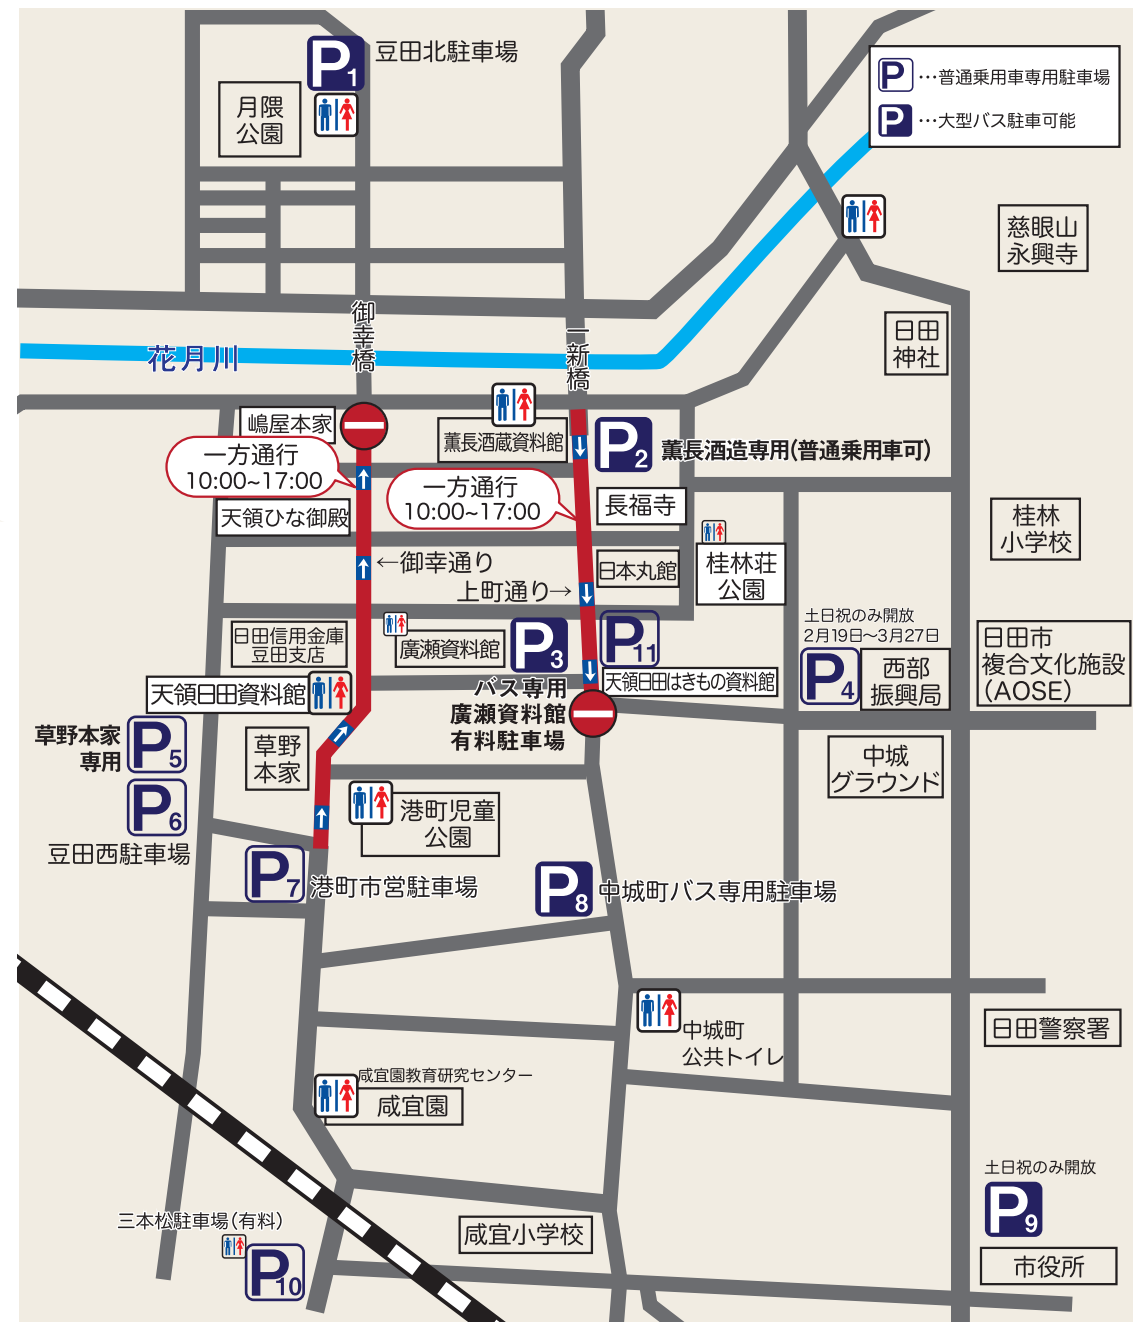 P1
豆田北駐車場
月隈
公園
P…普通乗用車専用駐車場
P…大型バス駐車可能
慈眼山
永興寺
日田
神社
御幸橋
一新橋
花月川
嶋屋本家
薫長酒蔵資料館
P2
薫長酒造専用(普通乗用車可)
一方通行
10:00~17:00
一方通行
10:00~17:00
天領ひな御殿
長福寺
桂林
小学校
←御幸通り
上町通り→
日本丸館
桂林荘
公園
日田信用金庫
豆田支店
廣瀬資料館
P3
P11
土日祝のみ開放
2月19日~3月27日
P4
西部
振興局
日田市
複合文化施設
(AOSE)
天領日田資料館
バス専用
廣瀬資料館
有料駐車場
天領日田はきもの資料館
草野本家
専用
P5
草野
本家
中城
グラウンド
P6
豆田西駐車場
港町児童
公園
P7
港町市営駐車場
P8
中城町バス専用駐車場
中城町
公共トイレ
日田警察署
咸宜園教育研究センター
咸宜園
土日祝のみ開放
P9
三本松駐車場(有料)
P10
咸宜小学校
市役所